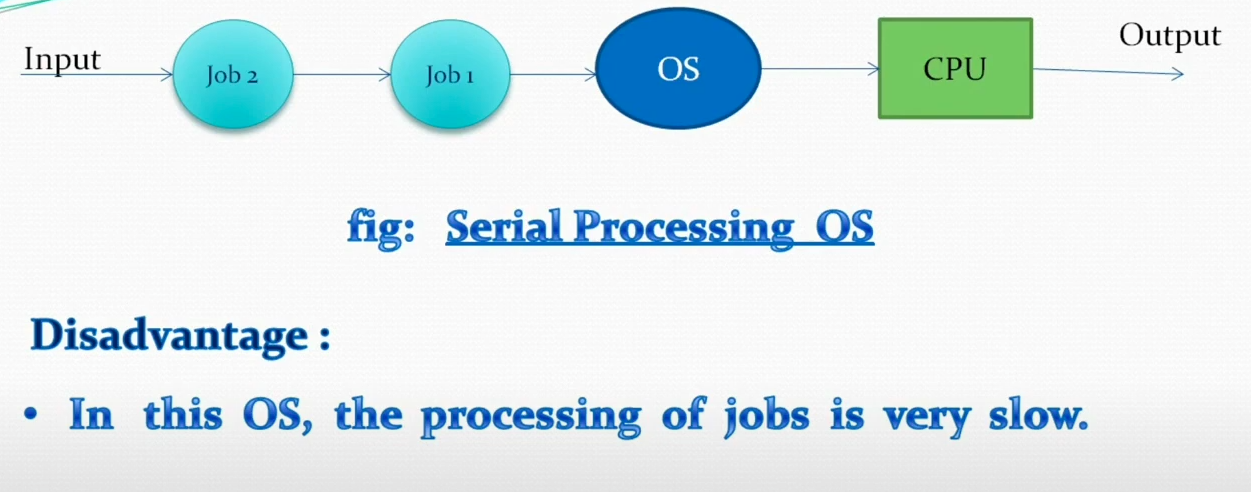 Input
Job 2
Job 1
OS
CPU
Output
fig: Serial Processing OS
Disadvantage :
• In this OS, the processing of jobs is very slow.